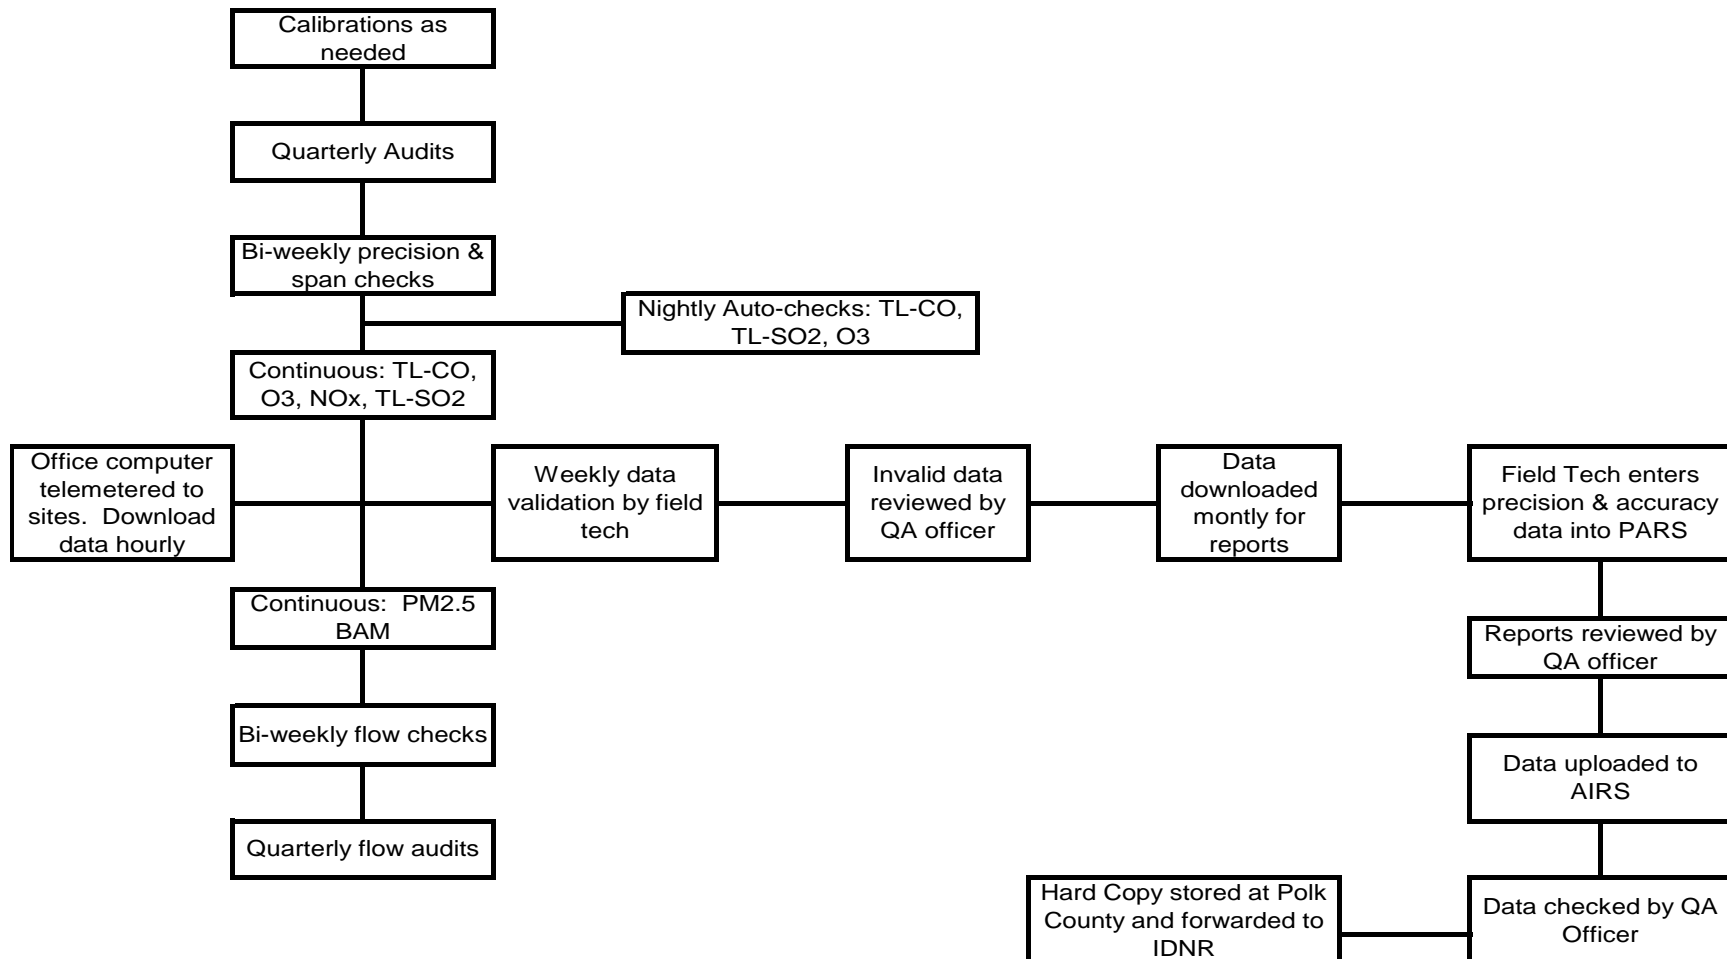 Calibrations as
needed
Quarterly Audits
Bi-weekly precision &
span checks
Nightly Auto-checks: TL-CO,
TL-SO2, O3
Continuous: TL-CO,
O3, NOx, TL-SO2
Office computer
telemetered to
sites.  Download
data hourly
Weekly data
validation by field
tech
Invalid data
reviewed by
QA officer
Data
downloaded
montly for
reports
Field Tech enters
precision & accuracy
data into PARS
Continuous:  PM2.5
BAM
Reports reviewed by
QA officer
Bi-weekly flow checks
Data uploaded to
AIRS
Quarterly flow audits
Hard Copy stored at Polk
County and forwarded to
IDNR
Data checked by QA
Officer